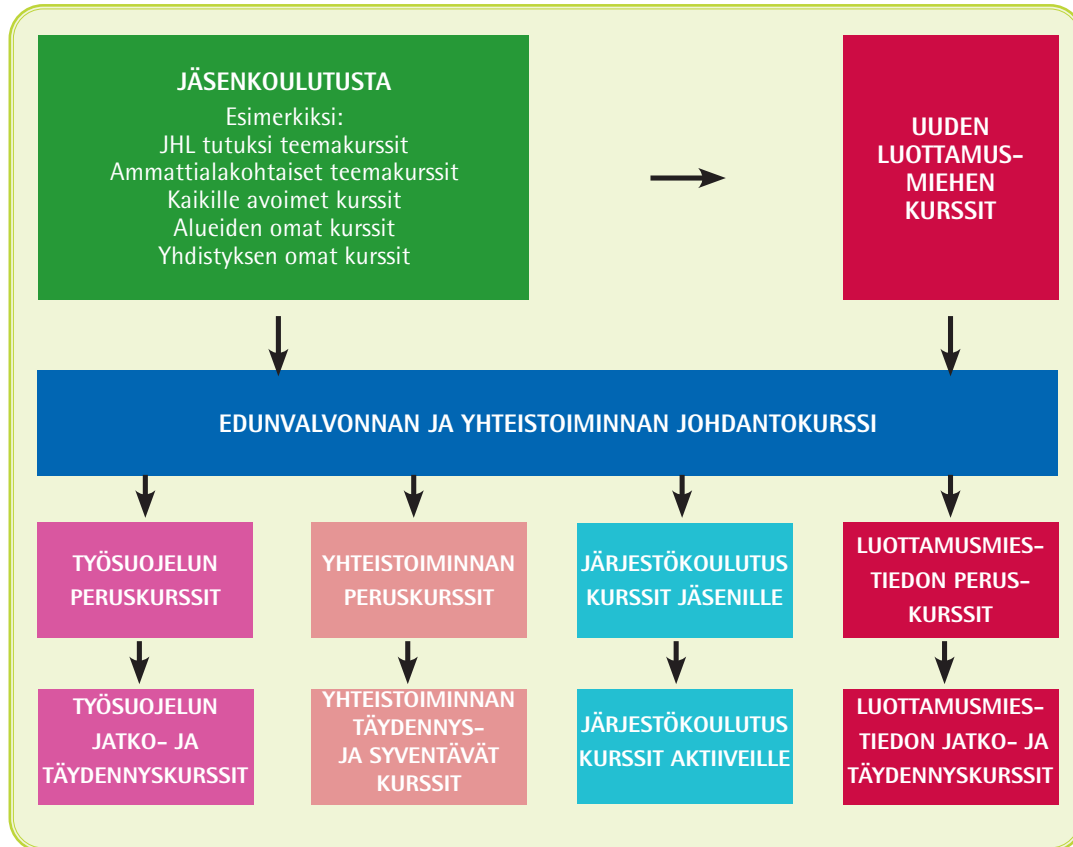 JÄSENKOULUTUSTA
Esimerkiksi:
JHL tutuksi teemakurssit
Ammattialakohtaiset teemakurssit
Kaikille avoimet kurssit
Alueiden omat kurssit
Yhdistyksen omat kurssit
UUDEN
LUOTTAMUS-
MIEHEN
KURSSIT
EDUNVALVONNAN JA YHTEISTOIMINNAN JOHDANTOKURSSI
TYÖSUOJELUN
PERUSKURSSIT
YHTEISTOIMINNAN
PERUSKURSSIT
JÄRJESTÖKOULUTUS
KURSSIT JÄSENILLE
LUOTTAMUSMIES-
TIEDON PERUS-
KURSSIT
TYÖSUOJELUN
JATKO- JA
TÄYDENNYSKURSSIT
YHTEISTOIMINNAN
TÄYDENNYS-
JA SYVENTÄVÄT
KURSSIT
JÄRJESTÖKOULUTUS
KURSSIT AKTIIVEILLE
LUOTTAMUSMIES-
TIEDON JATKO- JA
TÄYDENNYSKURSSIT